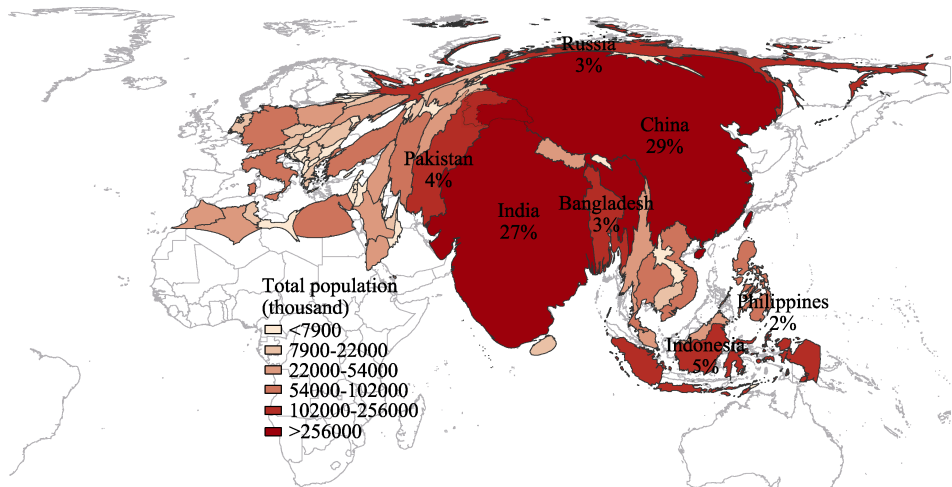 Russia
3%
China
29%
Pakistan
4%
India
27%
Bangladesh
3%
Total population
(thousand)
<7900
7900-22000
22000-54000
54000-102000
102000-256000
>256000
Philippines
2%
Indonesia
5%